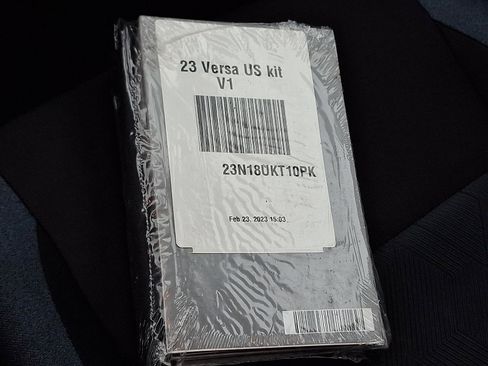 23 Versa US kit
V1
23N18UKT10PK
Feb 23, 2023 15:03